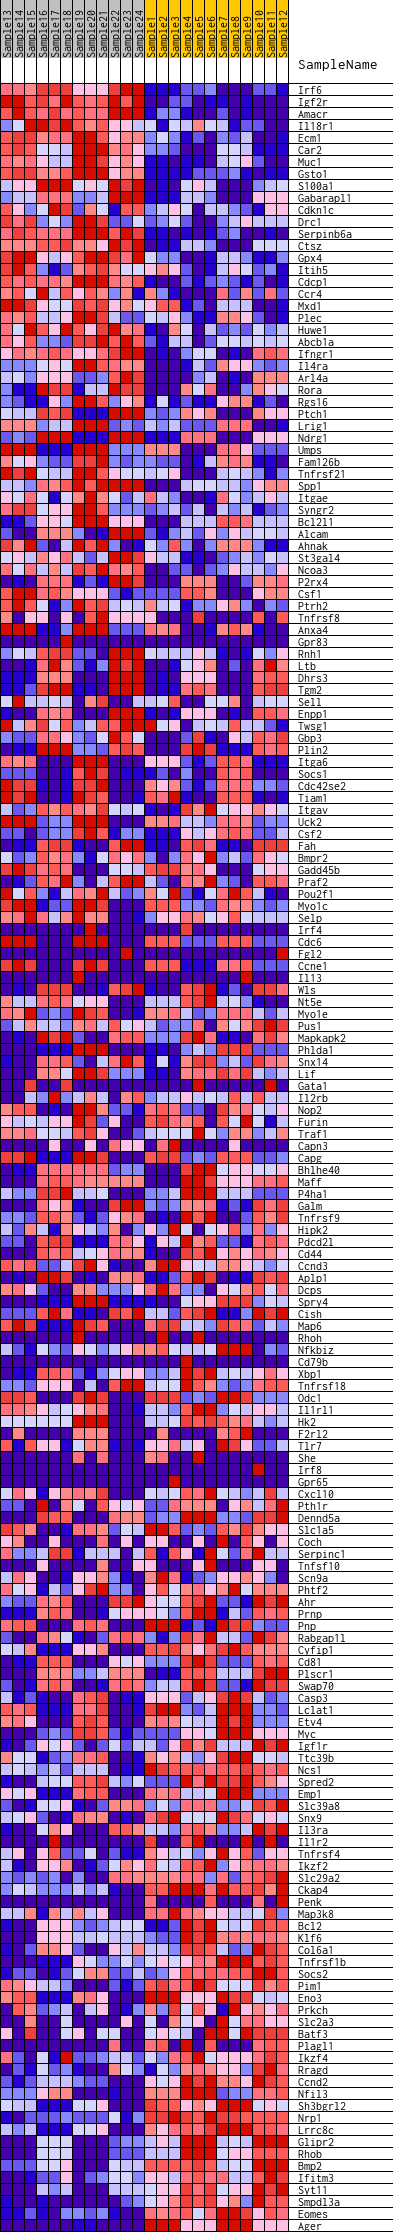 Sample13 Sample14 Sample15 Sample16 Sample17 Sample18 Sample19 Sample20 Sample21 Sample22 Sample23 Sample24 Sample1 Sample2 Sample3 Sample4 Sample5 Sample6 Sample7 Sample8 Sample9 Sample10 Sample11 Sample12
SampleName
Irf6
Igf2r
Amacr
Il18r1
Ecm1
Car2
Muc1
Gsto1
S100a1
Gabarapl1
Cdkn1c
Drc1
Serpinb6a
Ctsz
Gpx4
Itih5
Cdcp1
Ccr4
Mxd1
Plec
Huwe1
Abcb1a
Ifngr1
Il4ra
Arl4a
Rora
Rgs16
Ptch1
Lrig1
Ndrg1
Umps
Fam126b
Tnfrsf21
Spp1
Itgae
Syngr2
Bcl2l1
Alcam
Ahnak
St3gal4
Ncoa3
P2rx4
Csf1
Ptrh2
Tnfrsf8
Anxa4
Gpr83
Rnh1
Ltb
Dhrs3
Tgm2
Sell
Enpp1
Twsg1
Gbp3
Plin2
Itga6
Socs1
Cdc42se2
Tiam1
Itgav
Uck2
Csf2
Fah
Bmpr2
Gadd45b
Praf2
Pou2f1
Myo1c
Selp
Irf4
Cdc6
Fgl2
Ccne1
Il13
Wls
Nt5e
Myo1e
Pus1
Mapkapk2
Phlda1
Snx14
Lif
Gata1
Il2rb
Nop2
Furin
Traf1
Capn3
Capg
Bhlhe40
Maff
P4ha1
Galm
Tnfrsf9
Hipk2
Pdcd2l
Cd44
Ccnd3
Aplp1
Dcps
Spry4
Cish
Map6
Rhoh
Nfkbiz
Cd79b
Xbp1
Tnfrsf18
Odc1
Il1rl1
Hk2
F2rl2
Tlr7
She
Irf8
Gpr65
Cxcl10
Pth1r
Dennd5a
Slc1a5
Coch
Serpinc1
Tnfsf10
Scn9a
Phtf2
Ahr
Prnp
Pnp
Rabgap1l
Cyfip1
Cd81
Plscr1
Swap70
Casp3
Lclat1
Etv4
Myc
Igf1r
Ttc39b
Ncs1
Spred2
Emp1
Slc39a8
Snx9
Il3ra
Il1r2
Tnfrsf4
Ikzf2
Slc29a2
Ckap4
Penk
Map3k8
Bcl2
Klf6
Col6a1
Tnfrsf1b
Socs2
Pim1
Eno3
Prkch
Slc2a3
Batf3
Plagl1
Ikzf4
Rragd
Ccnd2
Nfil3
Sh3bgrl2
Nrp1
Lrrc8c
Glipr2
Rhob
Bmp2
Ifitm3
Syt11
Smpdl3a
Eomes
Ager